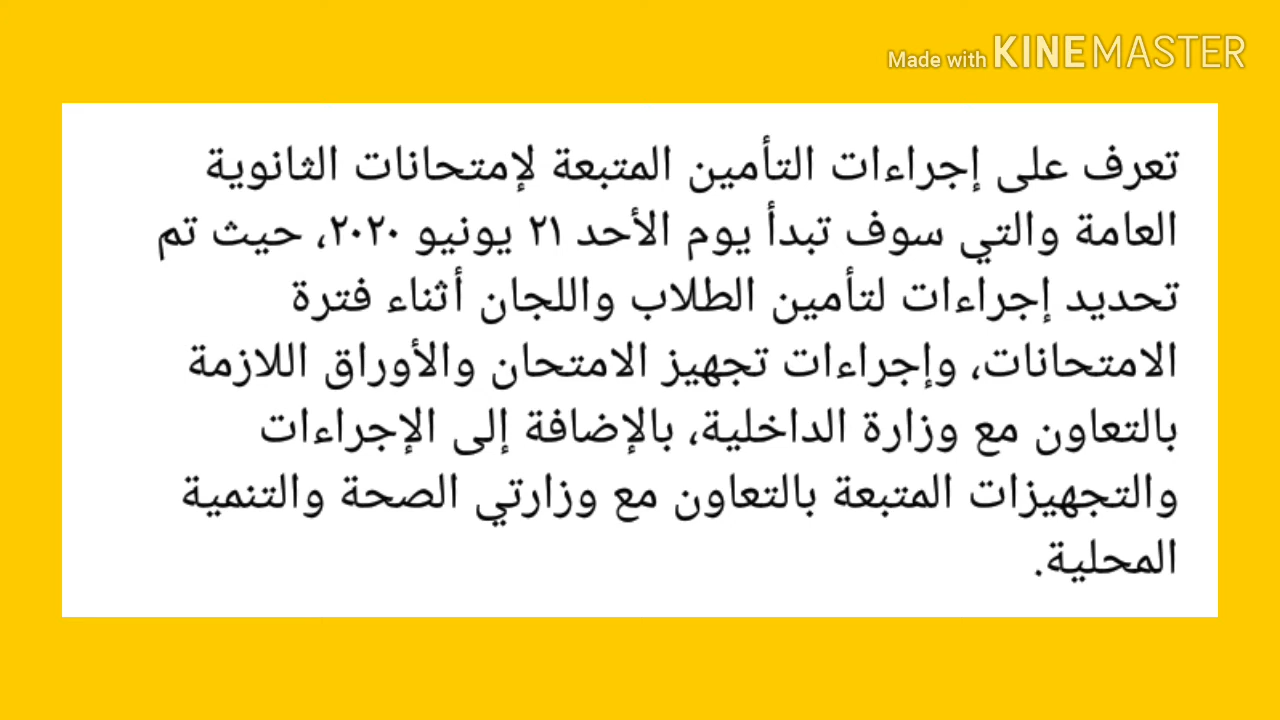 Made with KINEMASTER
تعرف على إجراءات التأمين المتبعة لإمتحانات الثانوية
العامة والتي سوف تبدأ يوم الأحد ٢١ يونيو ٢٠٢٠، حيث تم
تحديد إجراءات لتأمين الطلاب واللجان أثناء فترة
الامتحانات، وإجراءات تجهيز الامتحان والأوراق اللازمة
بالتعاون مع وزارة الداخلية، بالإضافة إلى الإجراءات
والتجهيزات المتبعة بالتعاون مع وزارتي الصحة والتنمية
المحلية.